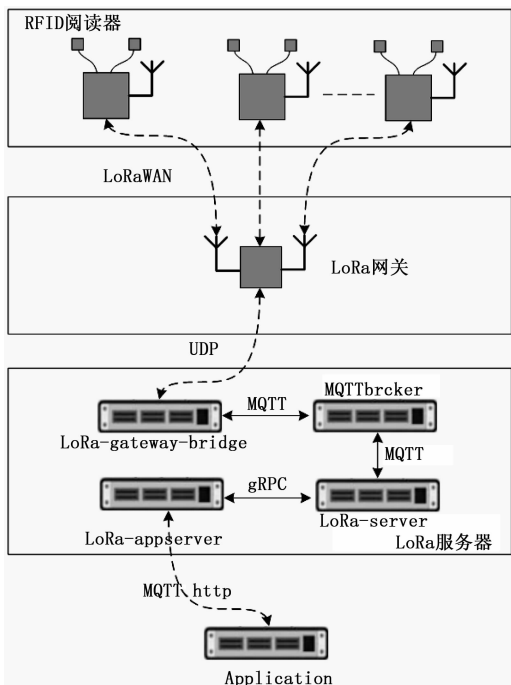 RFID阅读器
LoRaWAN
LoRa网关
UDP
MQTT
MQTTbrcker
LoRa-gateway-bridge
MQTT
gRPC
LoRa-server
LoRa-appserver
LoRa服务器
MQTT http
Application